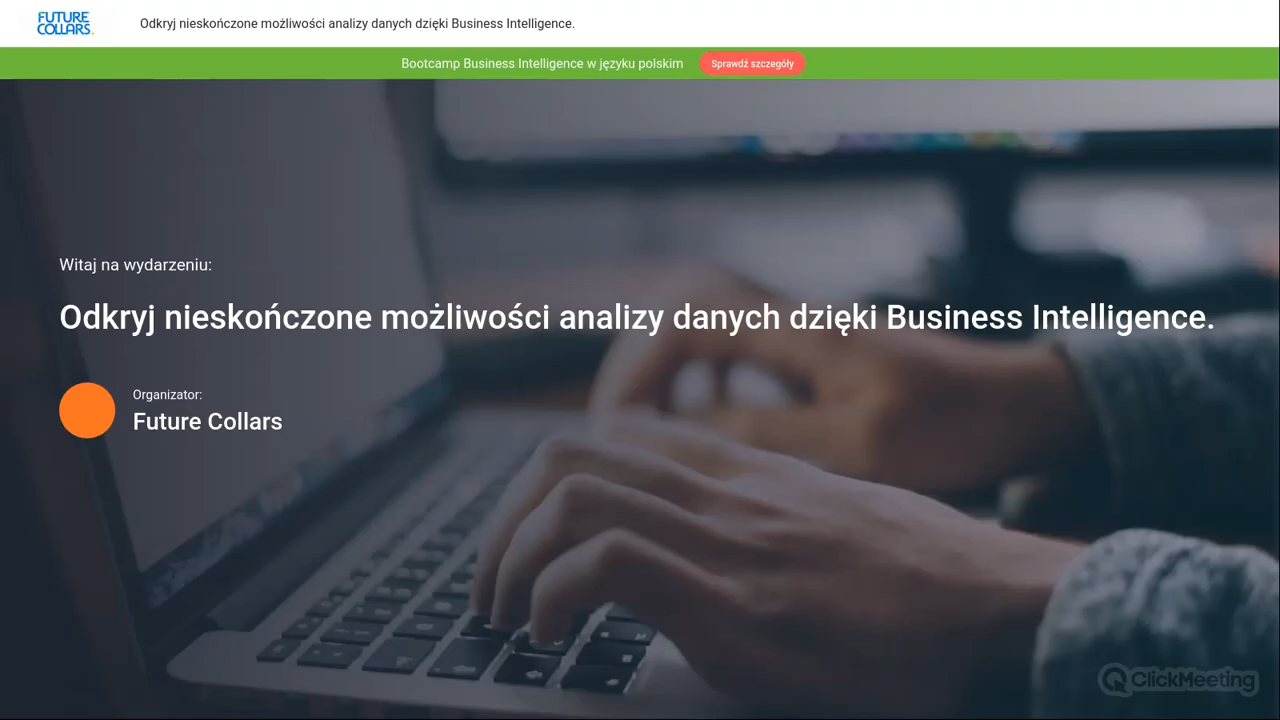 FUTURE
COLLARS.
Odkryj nieskończone możliwości analizy danych dzięki Business Intelligence.
Bootcamp Business Intelligence w języku polskim
Sprawdź szczegóły
Witaj na wydarzeniu:
Odkryj nieskończone możliwości analizy danych dzięki Business Intelligence.
Organizator:
Future Collars
ClickMeeting